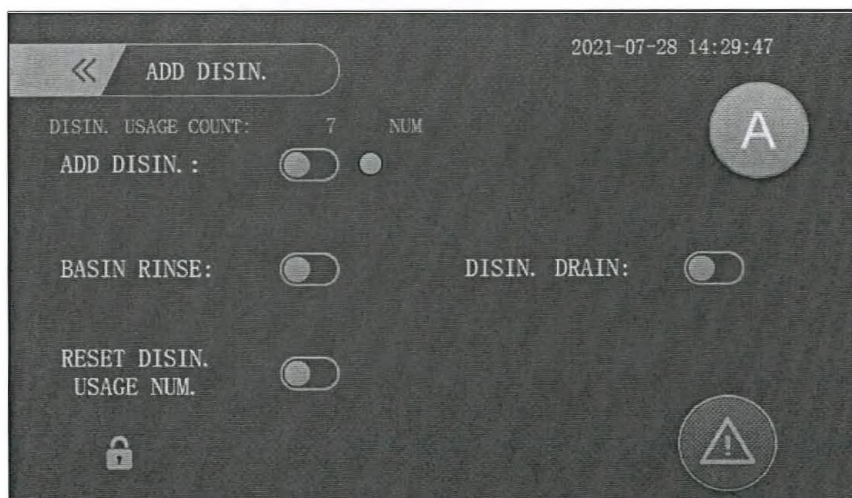 2021-07-28 14:29:47
ADD DISIN.
DISIN. USAGE COUNT: 7 NUM
A
ADD DISIN.:
BASIN RINSE:
DISIN. DRAIN:
RESET DISIN.
USAGE NUM.